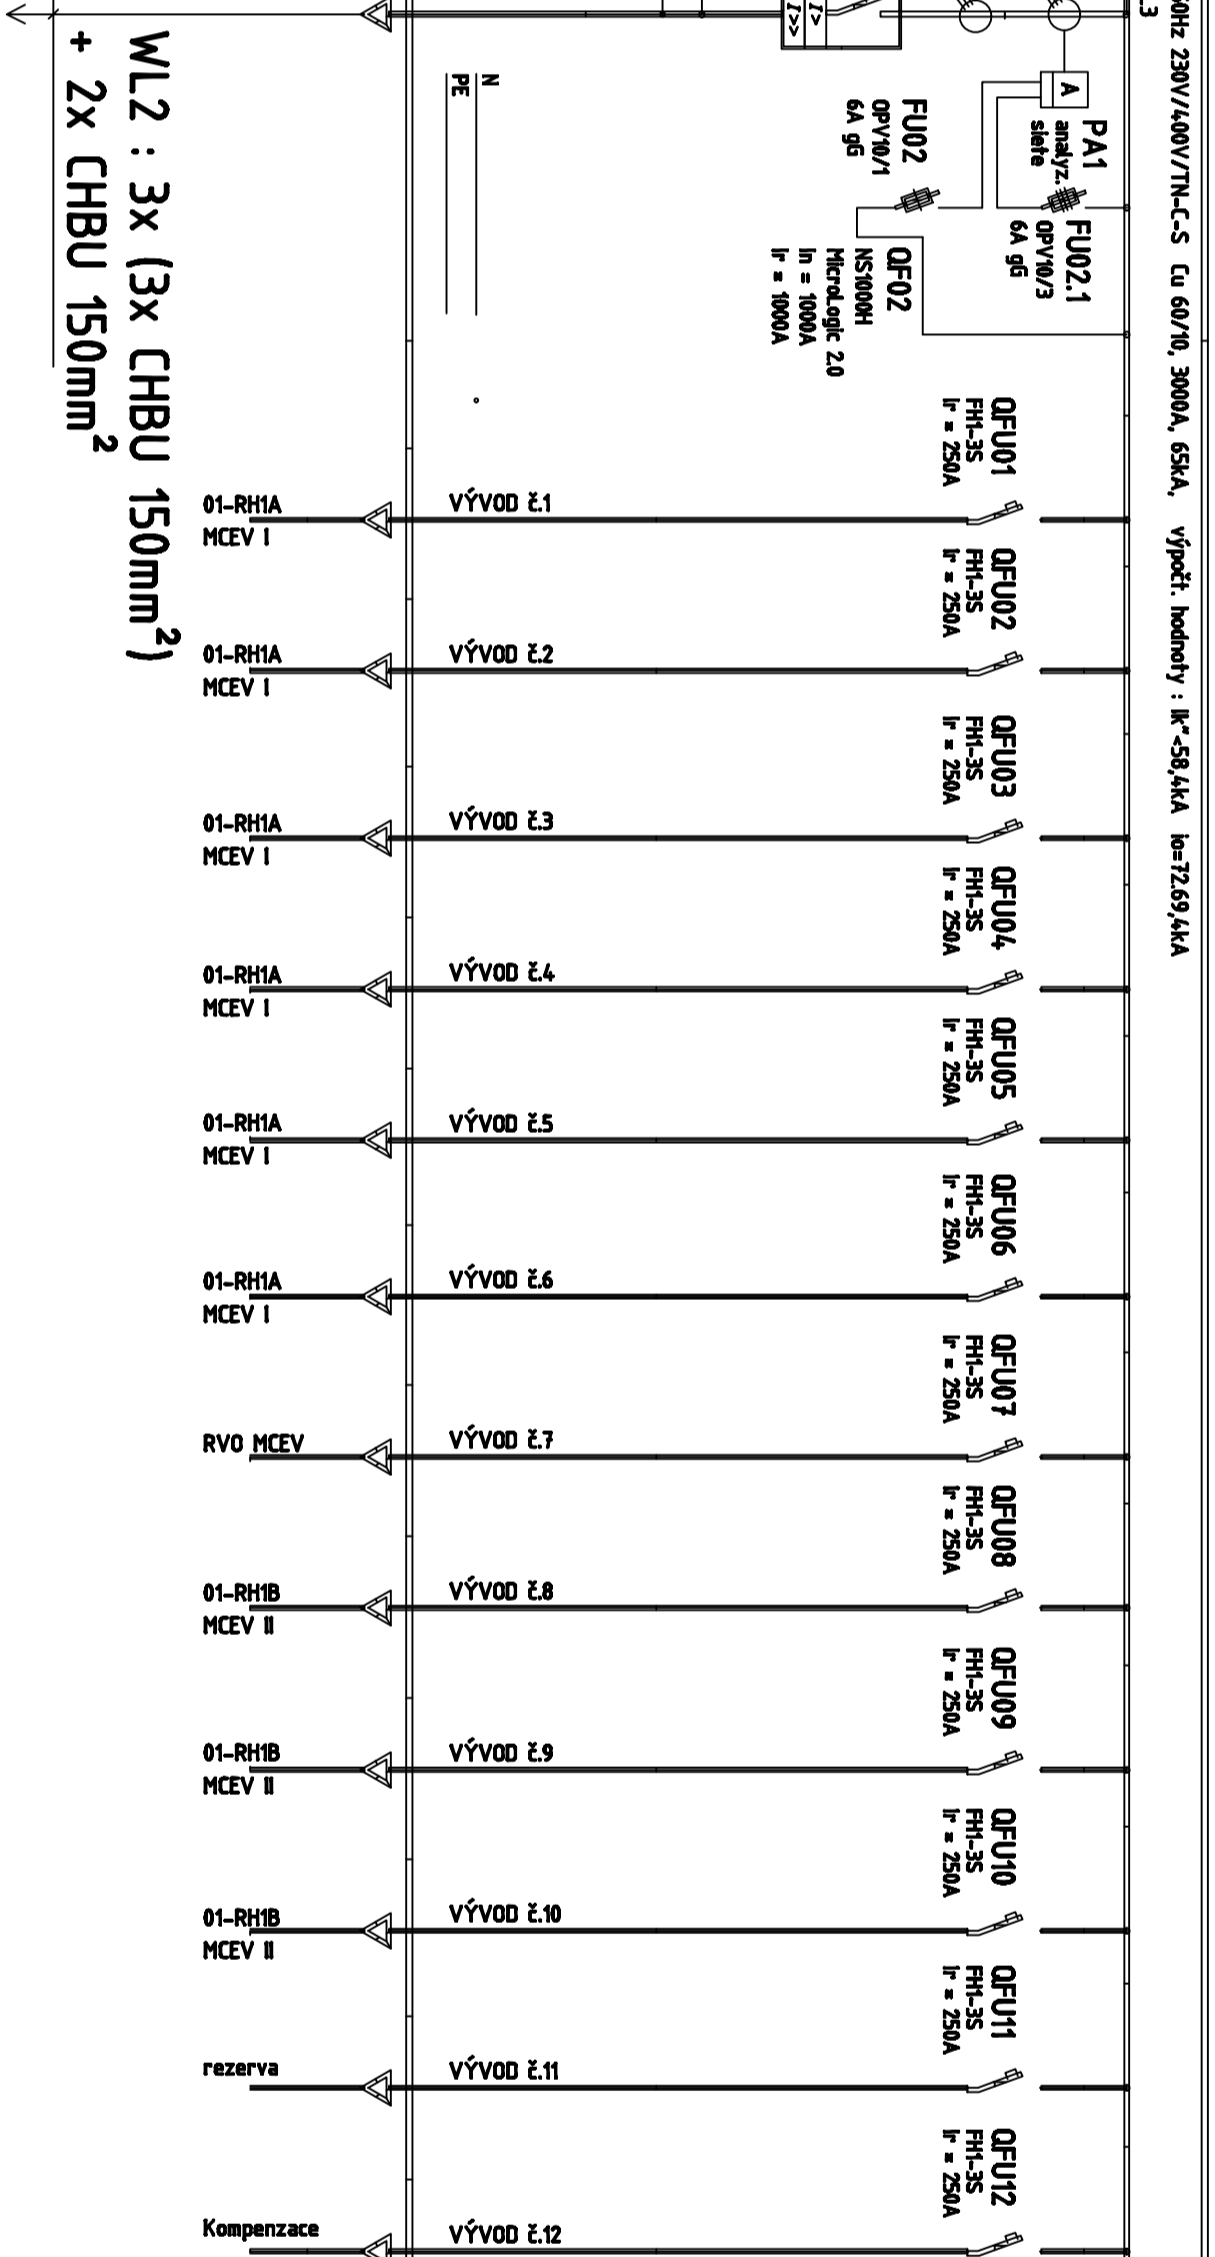 L3
50Hz 230V/400V/TN-C-S Cu 60/10, 3000A, 65kA, výpočt. hodnoty : Ik"<58,4kA io=72.69,4kA
I>
I>>
A
PA1
analyz.
siete
FU02.1
OPV10/3
6A gG
FU02
OPV10/1
6A gG
QF02
NS1000H
MicroLogic 2.0
In = 1000A
Ir = 1000A
N
PE
WL2 : 3x (3x CHBU 150mm²)
+ 2x CHBU 150mm²
QFU01
FH1-3S
Ir = 250A
VÝVOD č.1
01-RH1A
MCEV I
QFU02
FH1-3S
Ir = 250A
VÝVOD č.2
01-RH1A
MCEV I
QFU03
FH1-3S
Ir = 250A
VÝVOD č.3
01-RH1A
MCEV I
QFU04
FH1-3S
Ir = 250A
VÝVOD č.4
01-RH1A
MCEV I
QFU05
FH1-3S
Ir = 250A
VÝVOD č.5
01-RH1A
MCEV I
QFU06
FH1-3S
Ir = 250A
VÝVOD č.6
01-RH1A
MCEV I
QFU07
FH1-3S
Ir = 250A
VÝVOD č.7
RVO MCEV
QFU08
FH1-3S
Ir = 250A
VÝVOD č.8
01-RH1B
MCEV II
QFU09
FH1-3S
Ir = 250A
VÝVOD č.9
01-RH1B
MCEV II
QFU10
FH1-3S
Ir = 250A
VÝVOD č.10
01-RH1B
MCEV II
QFU11
FH1-3S
Ir = 250A
VÝVOD č.11
rezerva
QFU12
FH1-3S
Ir = 250A
VÝVOD č.12
Kompenzace